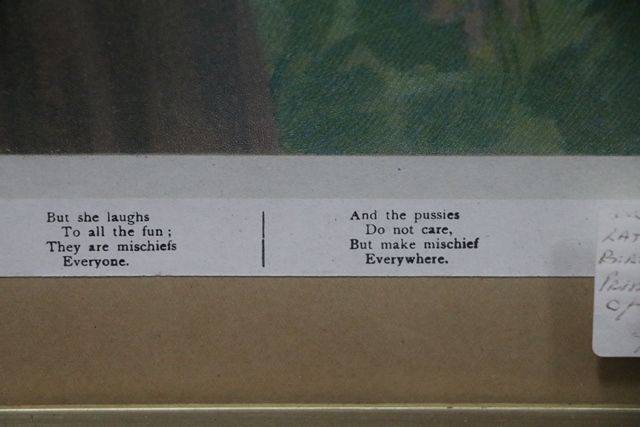 But she laughs
To all the fun;
They are mischiefs
Everyone.
And the pussies
Do not care,
But make mischief
Everywhere.